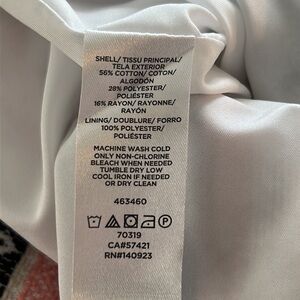 SHELL/ TISSU PRINCIPAL/
TELA EXTERIOR
56% COTTON/ COTON/
ALGODÓN
28% POLYESTER/
POLIÉSTER
16% RAYON/ RAYONNE/
RAYÓN
LINING/ DOUBLURE/ FORRO
100% POLYESTER/
POLIÉSTER
MACHINE WASH COLD
ONLY NON-CHLORINE
BLEACH WHEN NEEDED
TUMBLE DRY LOW
COOL IRON IF NEEDED
OR DRY CLEAN
463460
P
70319
CA#57421
RN#140923